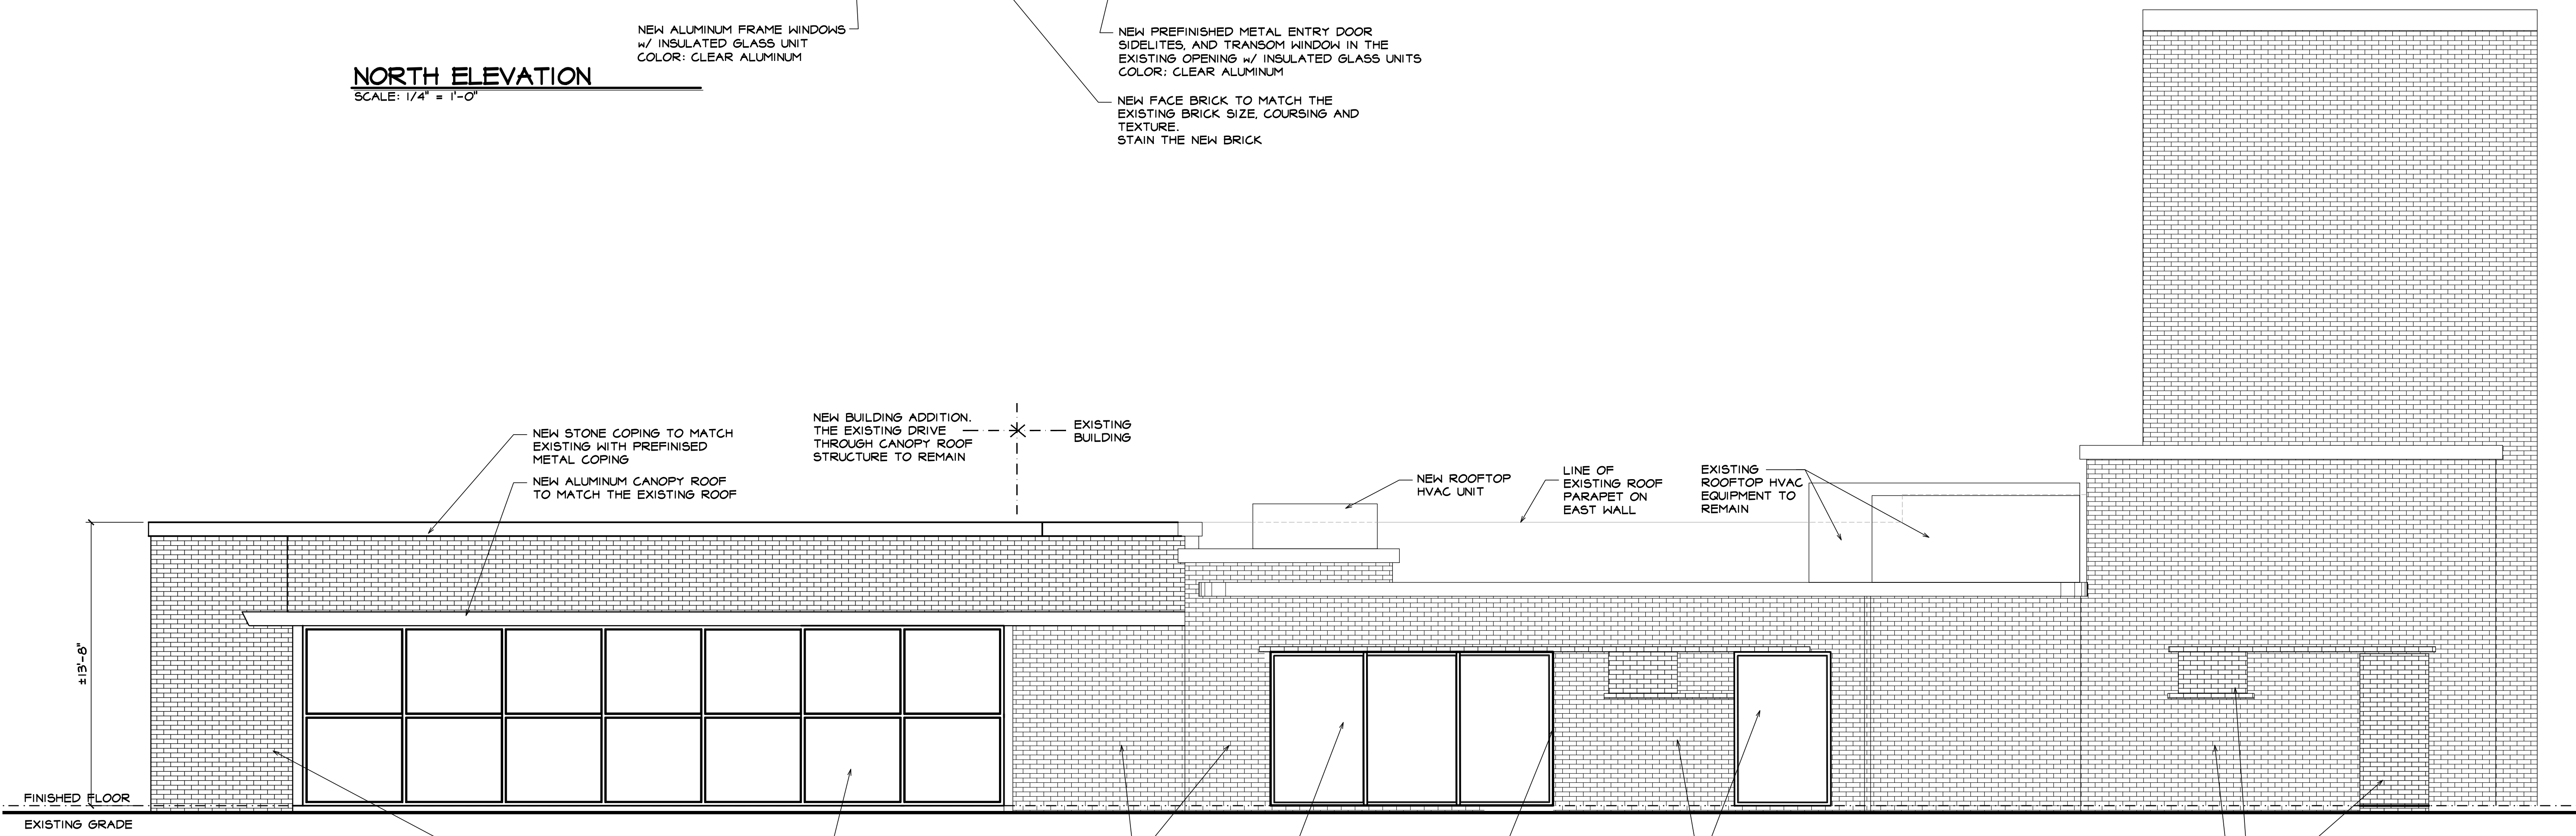 NEW ALUMINUM FRAME WINDOWS
w/ INSULATED GLASS UNIT
COLOR: CLEAR ALUMINUM
NORTH ELEVATION
SCALE: 1/4" = 1'-0"
NEW PREFINISHED METAL ENTRY DOOR
SIDELITES, AND TRANSOM WINDOW IN THE
EXISTING OPENING w/ INSULATED GLASS UNITS
COLOR: CLEAR ALUMINUM
NEW FACE BRICK TO MATCH THE
EXISTING BRICK SIZE, COURSING AND
TEXTURE.
STAIN THE NEW BRICK
NEW STONE COPING TO MATCH
EXISTING WITH PREFINISED
METAL COPING
NEW ALUMINUM CANOPY ROOF
TO MATCH THE EXISTING ROOF
NEW BUILDING ADDITION.
THE EXISTING DRIVE
THROUGH CANOPY ROOF
STRUCTURE TO REMAIN
EXISTING
BUILDING
NEW ROOFTOP
HVAC UNIT
LINE OF
EXISTING ROOF
PARAPET ON
EAST WALL
EXISTING
ROOFTOP HVAC
EQUIPMENT TO
REMAIN
±13'-8"
FINISHED FLOOR
EXISTING GRADE